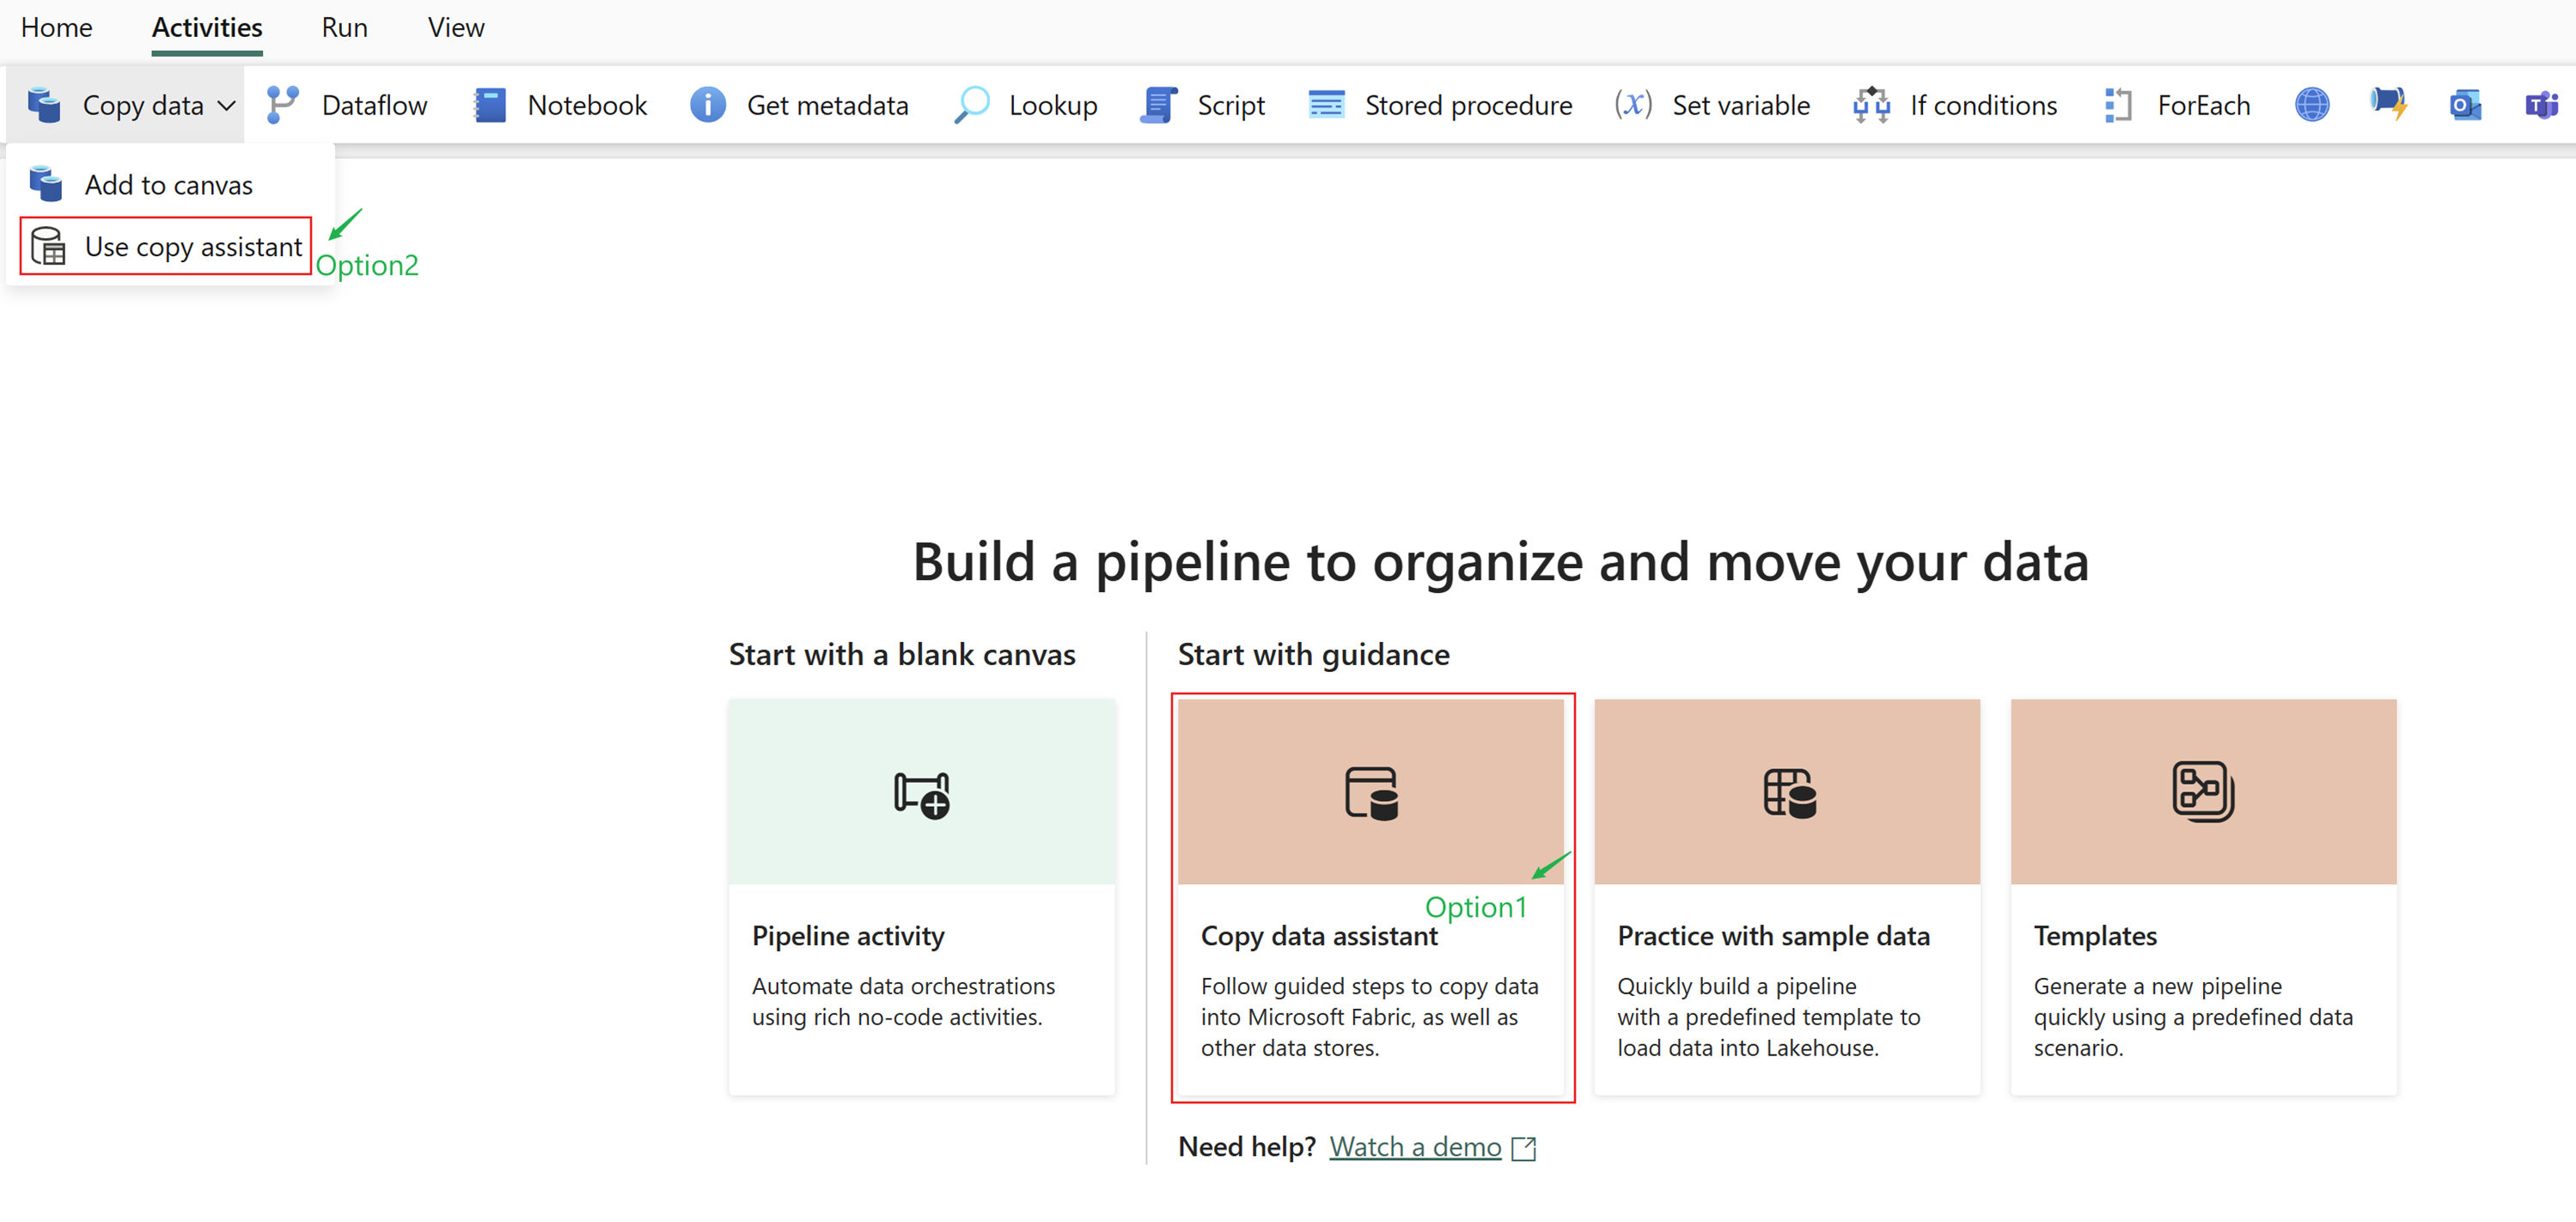 Home Activities Run View
Copy data Dataflow Notebook Get metadata Lookup Script Stored procedure (x) Set variable If conditions ForEach
Add to canvas
Use copy assistant
Option2
Build a pipeline to organize and move your data
Start with a blank canvas
Pipeline activity
Automate data orchestrations
using rich no-code activities.
Start with guidance
Option1
Copy data assistant
Follow guided steps to copy data
into Microsoft Fabric, as well as
other data stores.
Practice with sample data
Quickly build a pipeline
with a predefined template to
load data into Lakehouse.
Templates
Generate a new pipeline
quickly using a predefined data
scenario.
Need help? Watch a demo